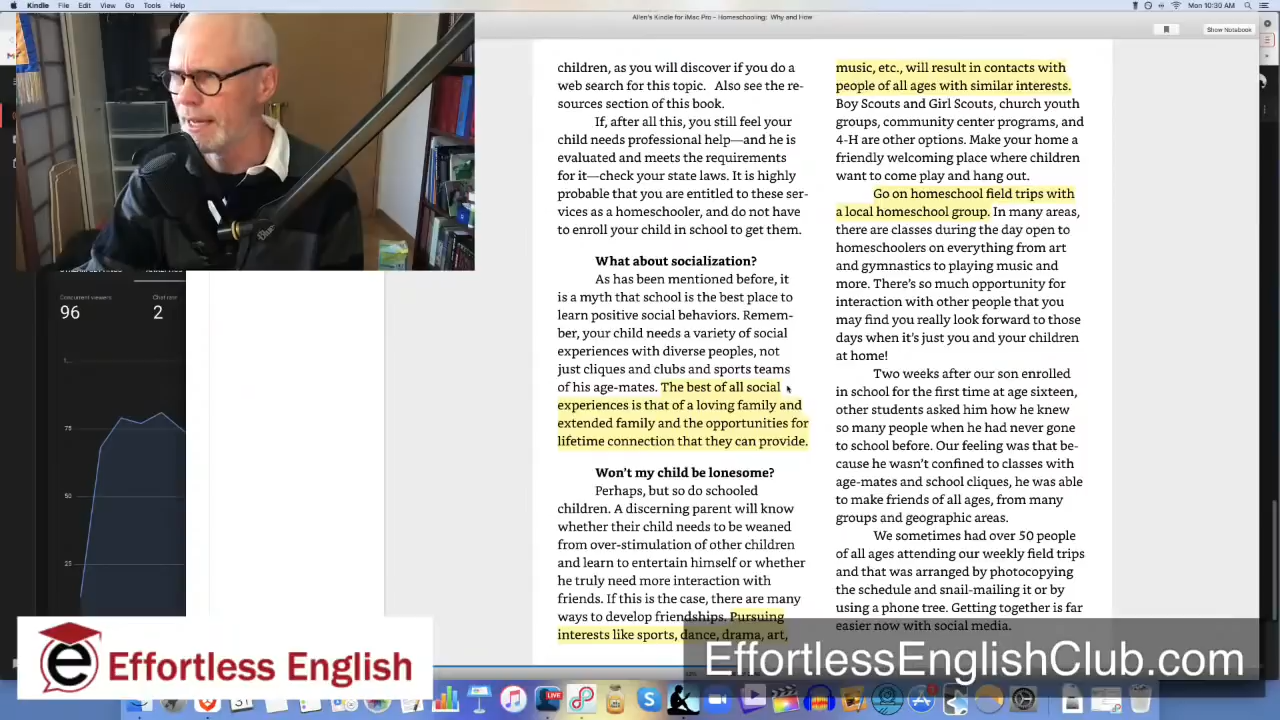 Kindle File Edit View Go Tools Help
Mon 10:39 AM
Allen's Kindle for iMac Pro – Homeschooling: Why and How
Show Notebook
children, as you will discover if you do a
web search for this topic. Also see the re-
sources section of this book.
If, after all this, you still feel your
child needs professional help—and he is
evaluated and meets the requirements
for it—check your state laws. It is highly
probable that you are entitled to these ser-
vices as a homeschooler, and do not have
to enroll your child in school to get them.
What about socialization?
As has been mentioned before, it
is a myth that school is the best place to
learn positive social behaviors. Remem-
ber, your child needs a variety of social
experiences with diverse peoples, not
just cliques and clubs and sports teams
of his age-mates. The best of all social
experiences is that of a loving family and
extended family and the opportunities for
lifetime connection that they can provide.
Won't my child be lonesome?
Perhaps, but so do schooled
children. A discerning parent will know
whether their child needs to be weaned
from over-stimulation of other children
and learn to entertain himself or whether
he truly need more interaction with
friends. If this is the case, there are many
ways to develop friendships. Pursuing
interests like sports, dance, drama, art,
music, etc., will result in contacts with
people of all ages with similar interests.
Boy Scouts and Girl Scouts, church youth
groups, community center programs, and
4-H are other options. Make your home a
friendly welcoming place where children
want to come play and hang out.
Go on homeschool field trips with
a local homeschool group. In many areas,
there are classes during the day open to
homeschoolers on everything from art
and gymnastics to playing music and
more. There's so much opportunity for
interaction with other people that you
may find you really look forward to those
days when it's just you and your children
at home!
Two weeks after our son enrolled
in school for the first time at age sixteen,
other students asked him how he knew
so many people when he had never gone
to school before. Our feeling was that be-
cause he wasn't confined to classes with
age-mates and school cliques, he was able
to make friends of all ages, from many
groups and geographic areas.
We sometimes had over 50 people
of all ages attending our weekly field trips
and that was arranged by photocopying
the schedule and snail-mailing it or by
using a phone tree. Getting together is far
easier now with social media.
Concurrent viewers
Chat rate
96
2
75
50
25
e Effortless English
EffortlessEnglishClub.com
LIVE